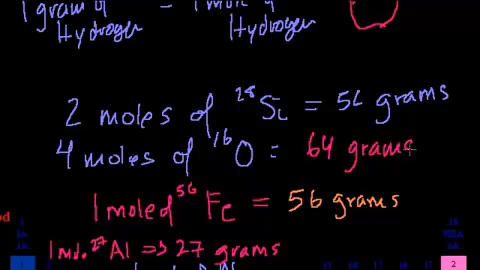 1 gram of = 1 mole of
Hydrogen Hydrogen
2 moles of ²⁸Si = 56 grams
4 moles of ¹⁶O = 64 grams
1 mole of ⁵⁶Fe = 56 grams
1 mol. ²⁷Al => 27 grams
2